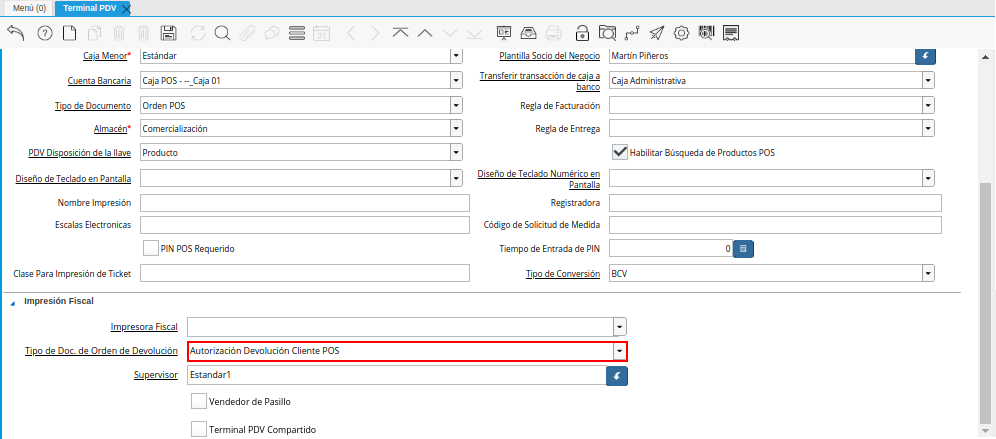 Menú (0) Terminal PDV
Caja Menor* Estándar Plantilla Socio del Negocio Martín Piñeros
Cuenta Bancaria Caja POS - --_Caja 01 Transferir transacción de caja a banco Caja Administrativa
Tipo de Documento Orden POS Regla de Facturación
Almacén* Comercialización Regla de Entrega
PDV Disposición de la llave Producto Habilitar Búsqueda de Productos POS
Diseño de Teclado en Pantalla Diseño de Teclado Numérico en Pantalla
Nombre Impresión Registradora
Escalas Electronicas Código de Solicitud de Medida
PIN POS Requerido Tiempo de Entrada de PIN 0
Clase Para Impresión de Ticket Tipo de Conversión BCV
Impresión Fiscal
Impresora Fiscal
Tipo de Doc. de Orden de Devolución Autorización Devolución Cliente POS
Supervisor Estandar1
Vendedor de Pasillo
Terminal PDV Compartido